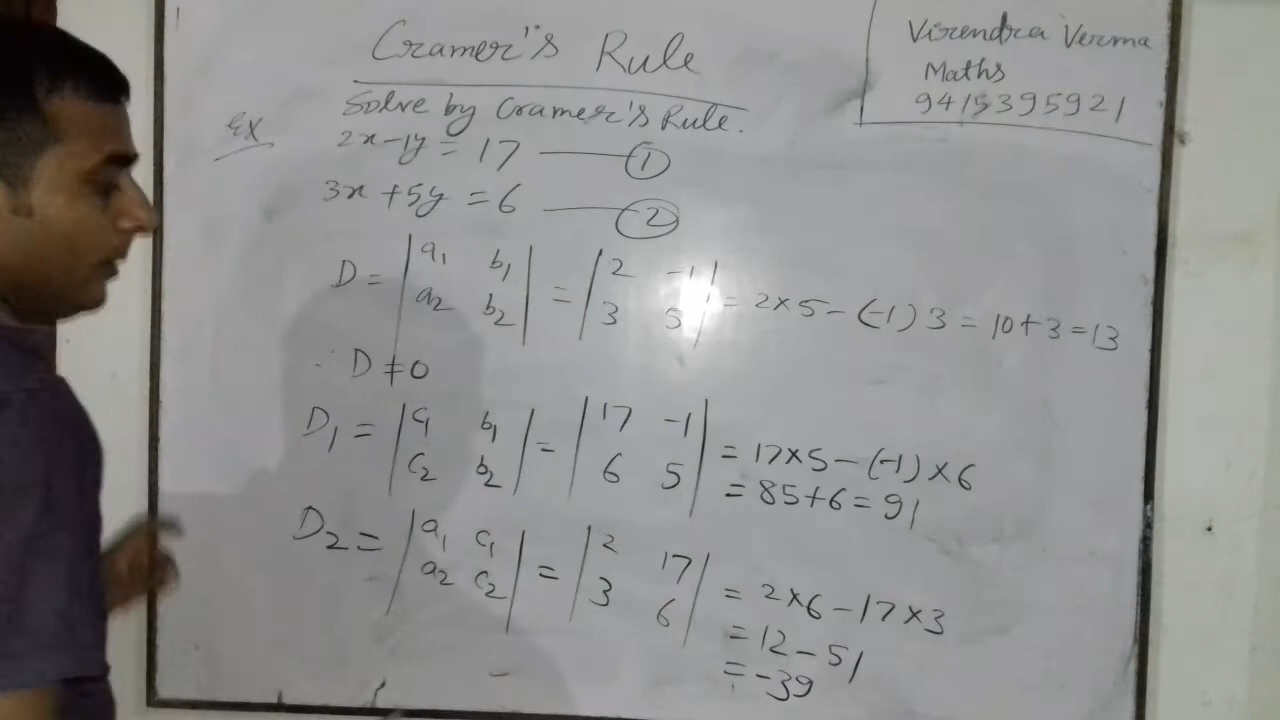 Cramer's Rule
Virendra Verma
Maths
9415395921
Ex Solve by Cramer's Rule.
2x-1y = 17 ——— ①
3x+5y = 6 ——— ②
D = | a₁ b₁ | = | 2 -1 | = 2×5-(-1)3 = 10+3 = 13
| a₂ b₂ | | 3 5 |
∴ D ≠ 0
D₁ = | c₁ b₁ | = | 17 -1 | = 17×5-(-1)×6
| c₂ b₂ | | 6 5 | = 85+6 = 91
D₂ = | a₁ c₁ | = | 2 17 | = 2×6-17×3
| a₂ c₂ | | 3 6 | = 12-51
= -39